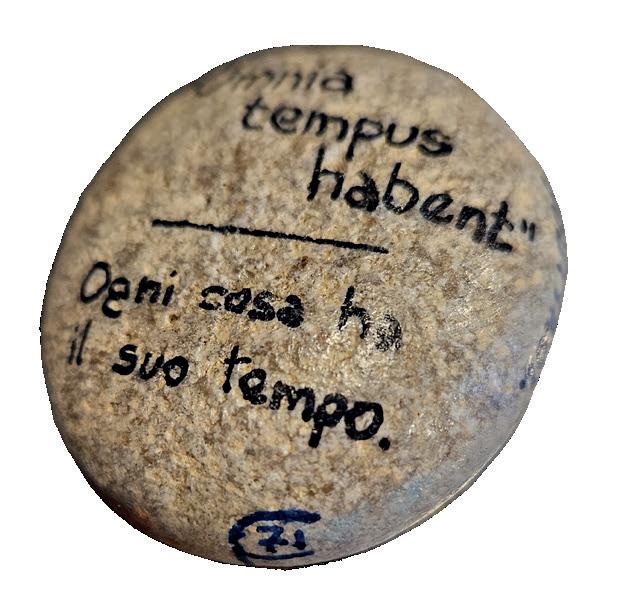 Omnia
tempus
habent"
Ogni cosa ha
il suo tempo.
71